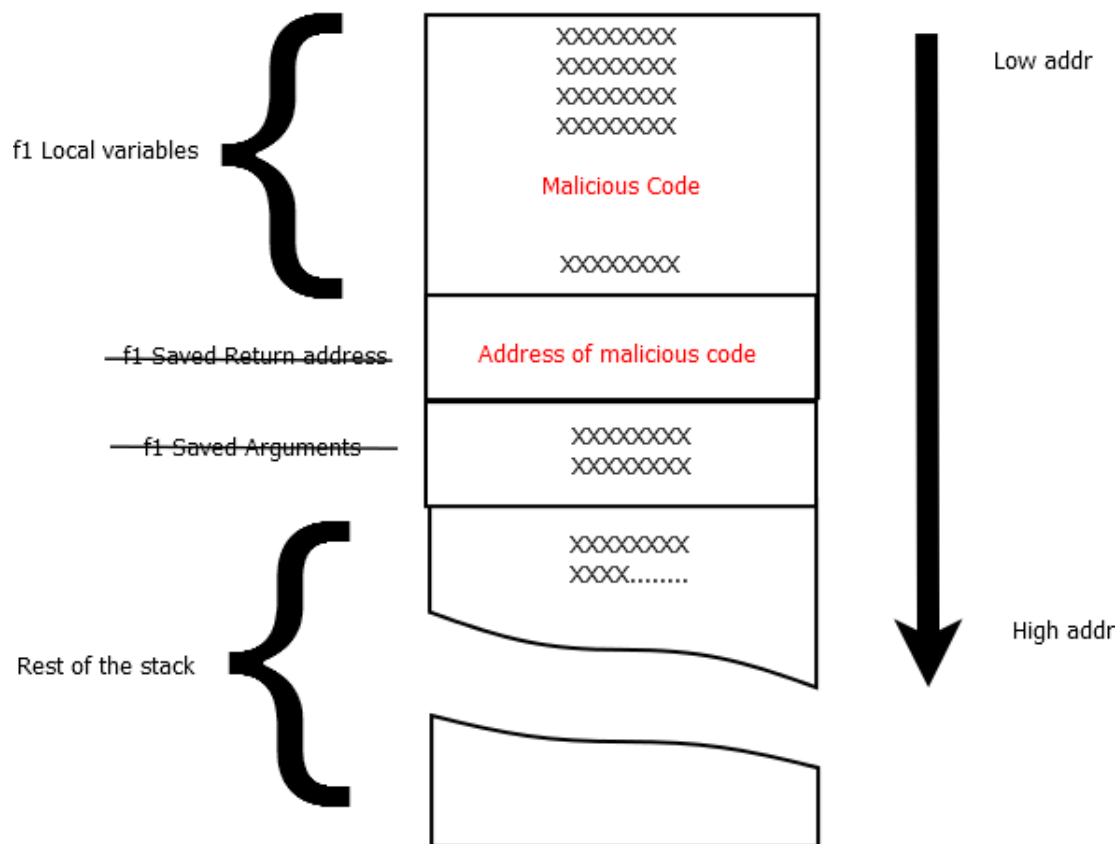 XXXXXXXX
Low addr
XXXXXXXX
XXXXXXXX
XXXXXXXX
f1 Local variables
Malicious Code
XXXXXXXX
f1 Saved Return address
Address of malicious code
f1 Saved Arguments
XXXXXXXX
XXXXXXXX
XXXXXXXX
XXXX........
High addr
Rest of the stack